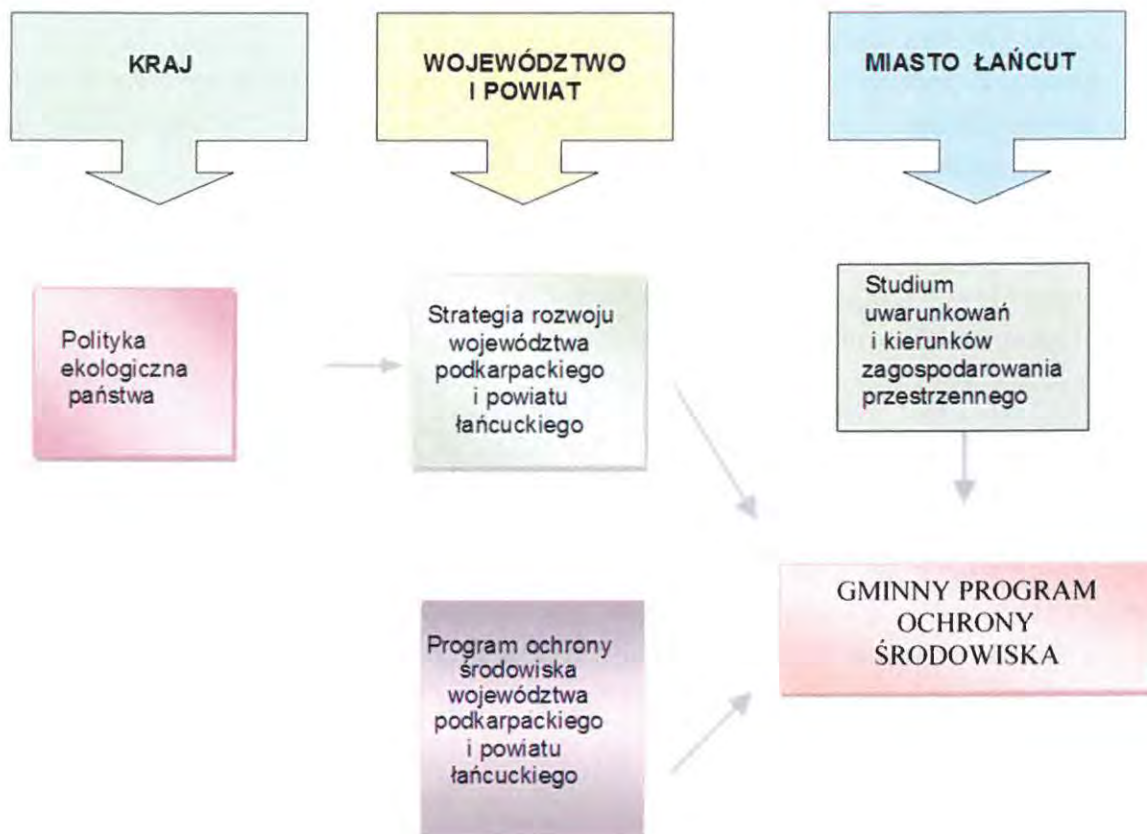 KRAJ
WOJEWÓDZTWO
I POWIAT
MIASTO ŁAŃCUT
Polityka
ekologiczna
państwa
Strategia rozwoju
województwa
podkarpackiego
i powiatu
łańcuckiego
Studium
uwarunkowań
i kierunków
zagospodarowania
przestrzennego
Program ochrony
środowiska
województwa
podkarpackiego
i powiatu
łańcuckiego
GMINNY PROGRAM
OCHRONY
ŚRODOWISKA